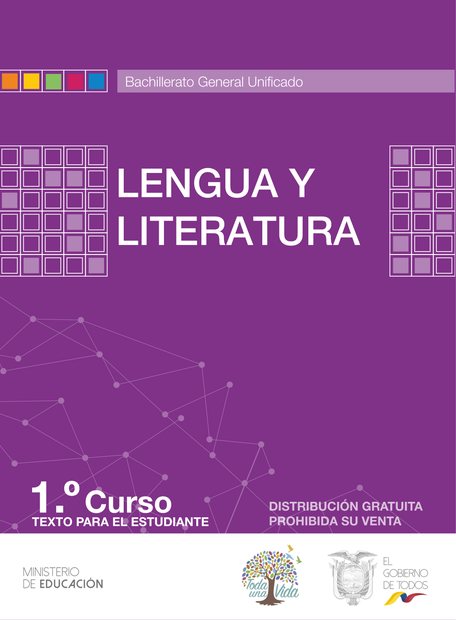 Bachillerato General Unificado
LENGUA Y
LITERATURA
1.º Curso
TEXTO PARA EL ESTUDIANTE
DISTRIBUCIÓN GRATUITA
PROHIBIDA SU VENTA
MINISTERIO
DE EDUCACIÓN
Toda
una Vida
EL
GOBIERNO
DE TODOS